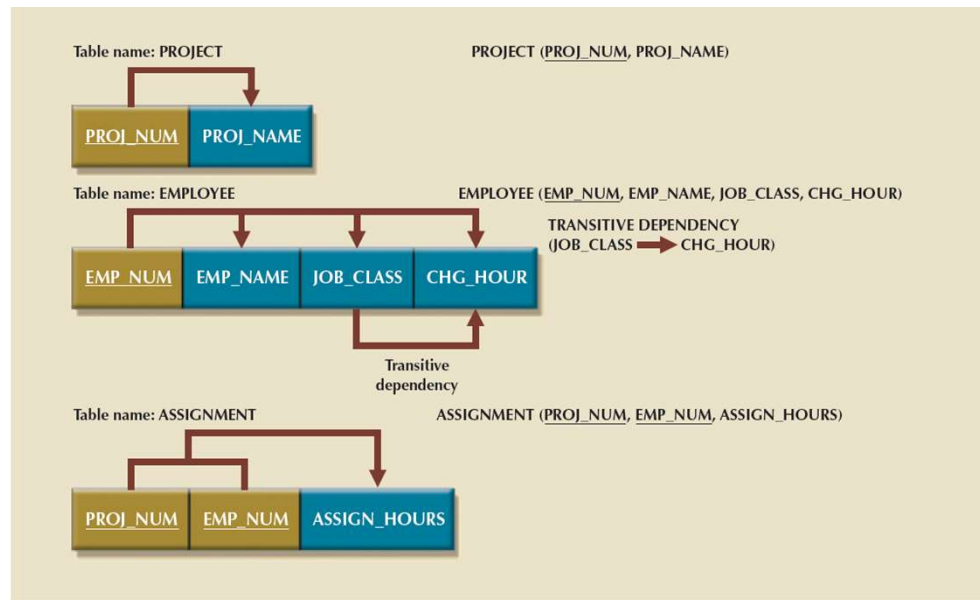 Table name: PROJECT
PROJECT (PROJ_NUM, PROJ_NAME)
PROJ_NUM PROJ_NAME
Table name: EMPLOYEE
EMPLOYEE (EMP_NUM, EMP_NAME, JOB_CLASS, CHG_HOUR)
TRANSITIVE DEPENDENCY
(JOB_CLASS CHG_HOUR)
EMP_NUM EMP_NAME JOB_CLASS CHG_HOUR
Transitive
dependency
Table name: ASSIGNMENT
ASSIGNMENT (PROJ_NUM, EMP_NUM, ASSIGN_HOURS)
PROJ_NUM EMP_NUM ASSIGN_HOURS